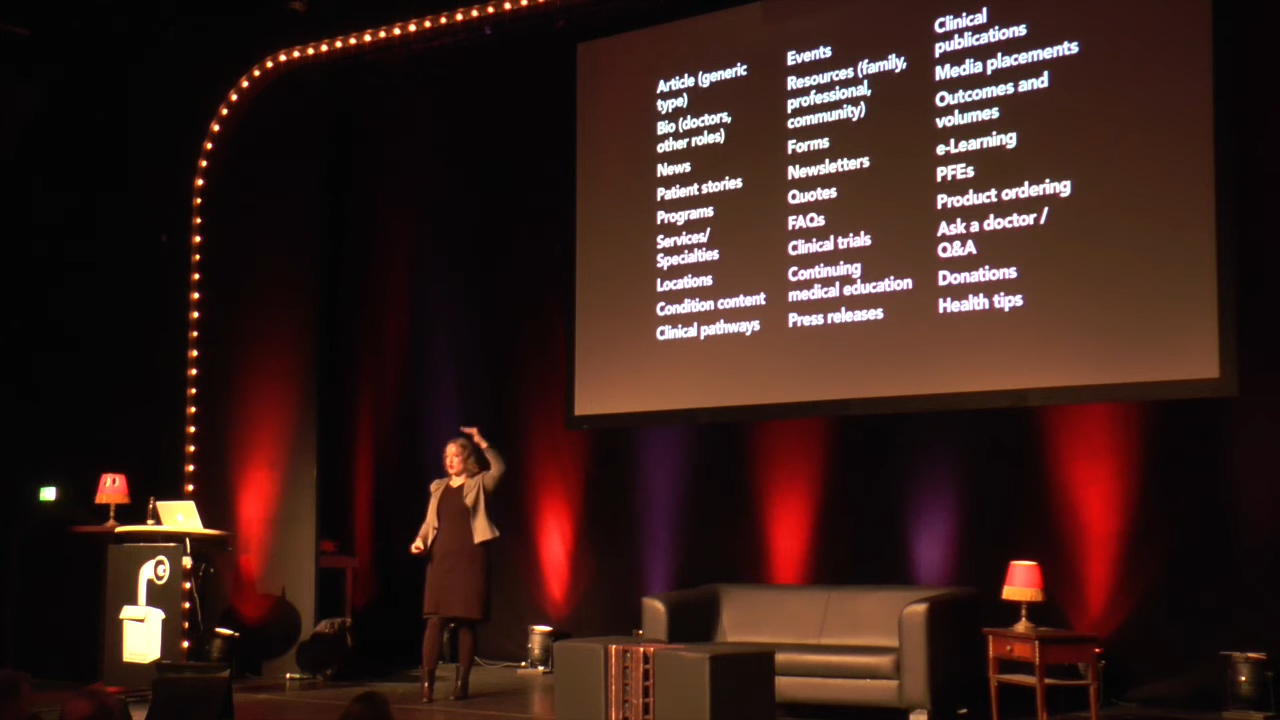 Article (generic
type)
Bio (doctors,
other roles)
News
Patient stories
Programs
Services/
Specialties
Locations
Condition content
Clinical pathways
Events
Resources (family,
professional,
community)
Forms
Newsletters
Quotes
FAQs
Clinical trials
Continuing
medical education
Press releases
Clinical
publications
Media placements
Outcomes and
volumes
e-Learning
PFEs
Product ordering
Ask a doctor /
Q&A
Donations
Health tips